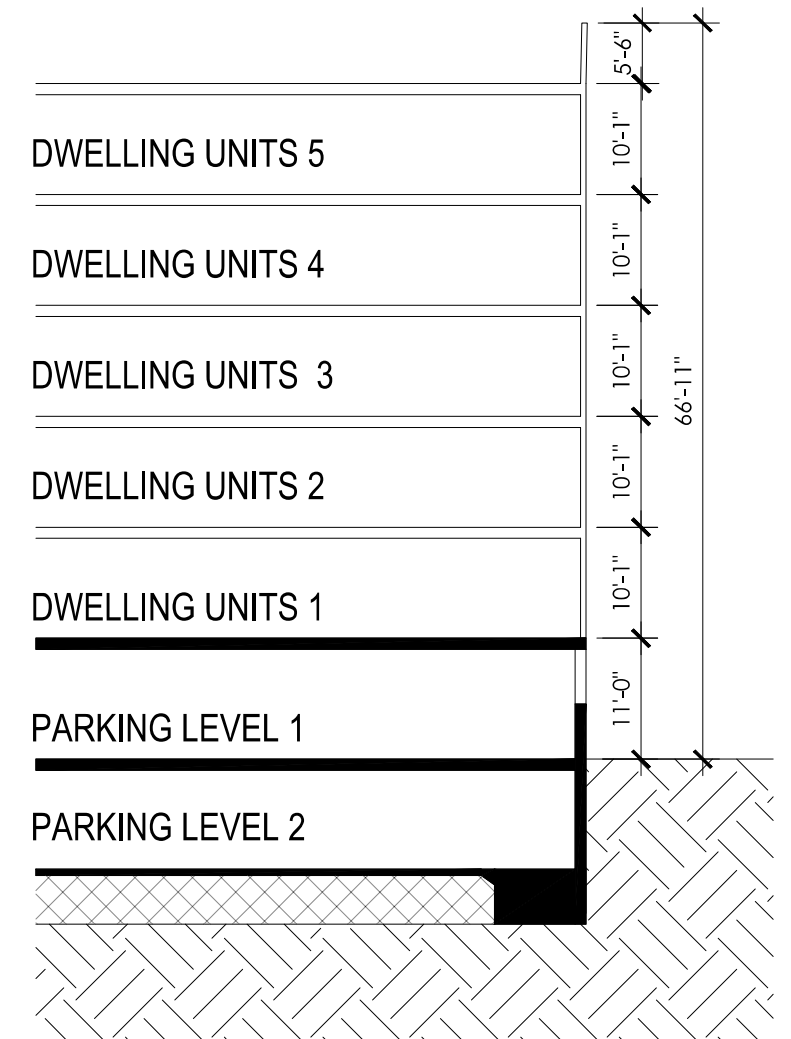 5'-6"
DWELLING UNITS 5
10'-1"
DWELLING UNITS 4
10'-1"
DWELLING UNITS  3
10'-1"
66'-11"
DWELLING UNITS 2
10'-1"
DWELLING UNITS 1
10'-1"
PARKING LEVEL 1
11'-0"
PARKING LEVEL 2